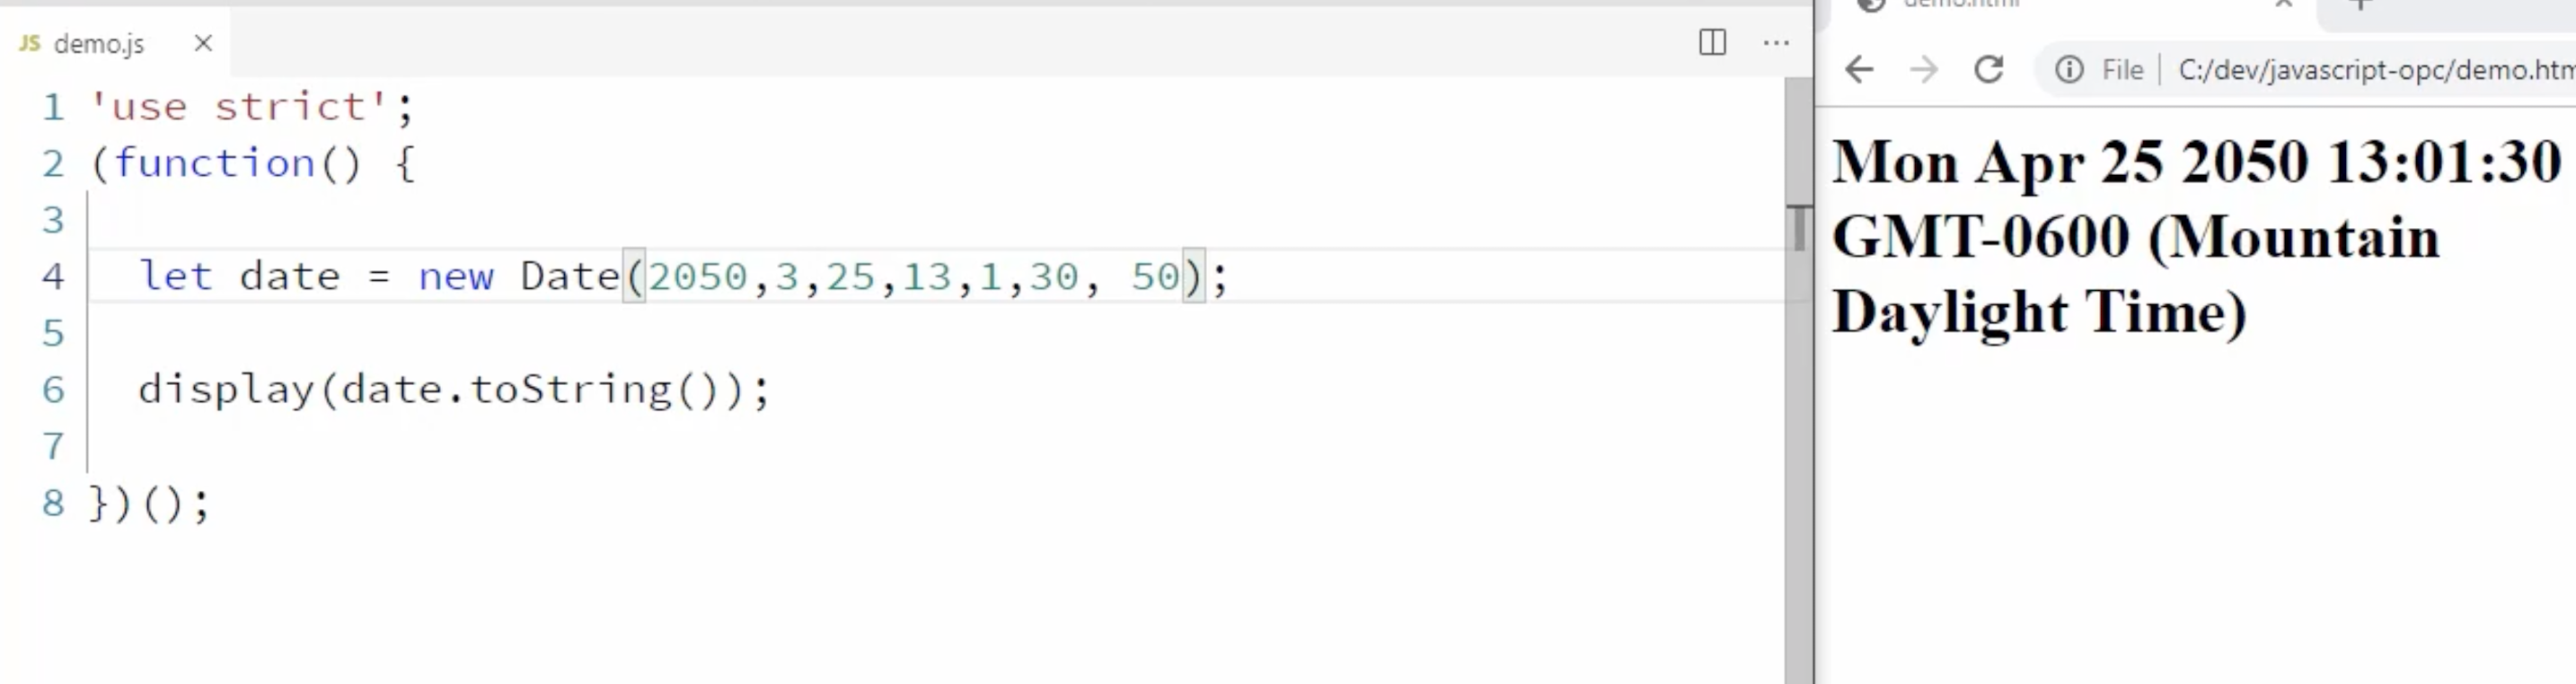 demo.html
JS demo.js
File C:/dev/javascript-opc/demo.htm
1 'use strict';
2 (function() {
3
4 let date = new Date(2050,3,25,13,1,30, 50);
5
6 display(date.toString());
7
8 })();
Mon Apr 25 2050 13:01:30
GMT-0600 (Mountain
Daylight Time)